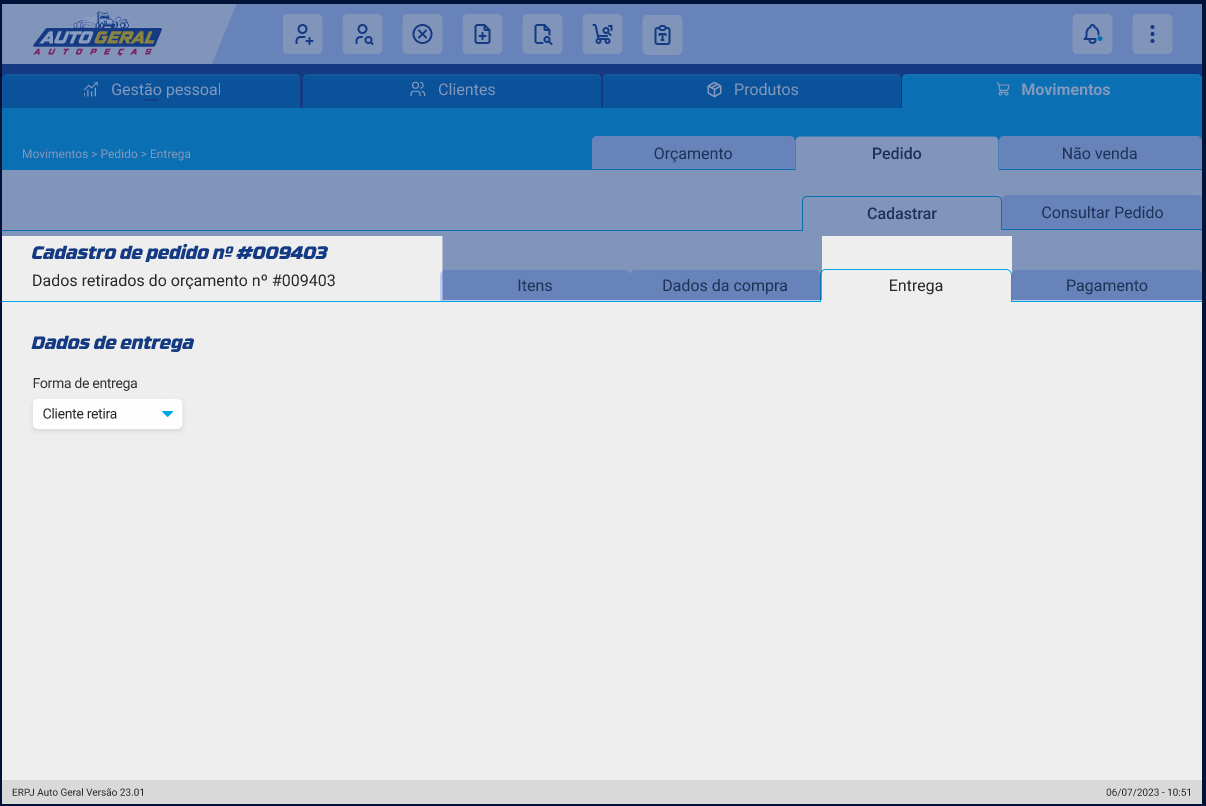 AUTO GERAL
AUTOPEÇAS
Gestão pessoal
Clientes
Produtos
Movimentos
Movimentos > Pedido > Entrega
Orçamento
Pedido
Não venda
Cadastrar
Consultar Pedido
Cadastro de pedido nº #009403
Dados retirados do orçamento nº #009403
Itens
Dados da compra
Entrega
Pagamento
Dados de entrega
Forma de entrega
Cliente retira
ERPJ Auto Geral Versão 23.01
06/07/2023 - 10:51